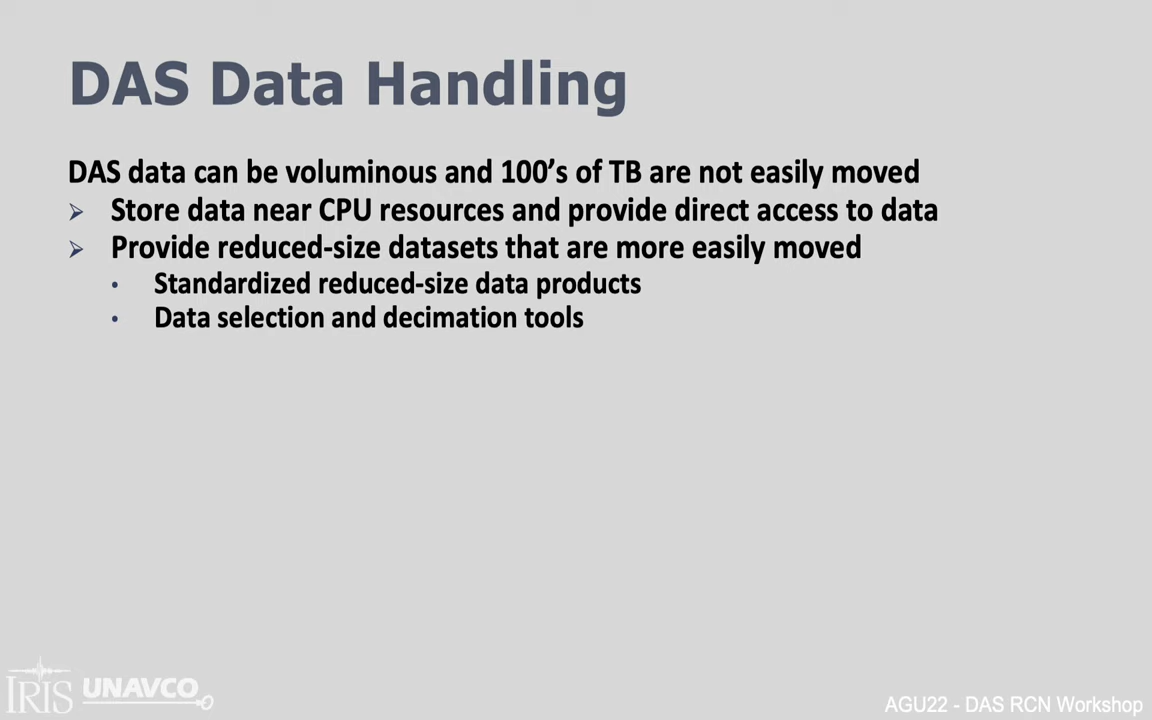 DAS Data Handling
DAS data can be voluminous and 100’s of TB are not easily moved
➢ Store data near CPU resources and provide direct access to data
➢ Provide reduced-size datasets that are more easily moved
• Standardized reduced-size data products
• Data selection and decimation tools
IRIS UNAVCO
AGU22 - DAS RCN Workshop